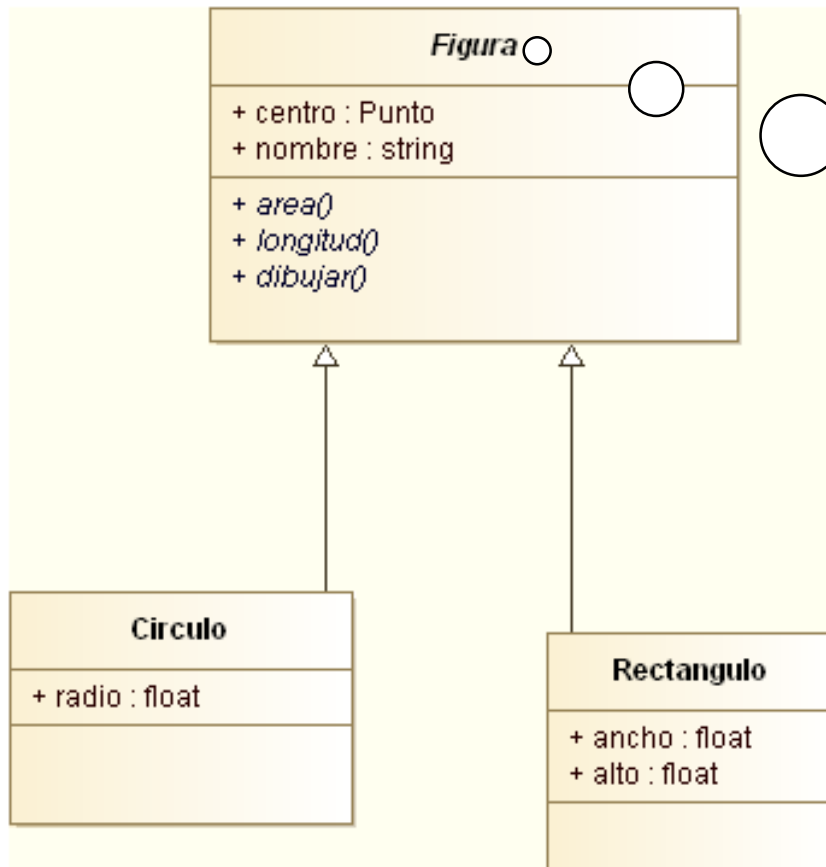 Figura
+ centro : Punto
+ nombre : string
+ area()
+ longitud()
+ dibujar()
Circulo
+ radio : float
Rectangulo
+ ancho : float
+ alto : float